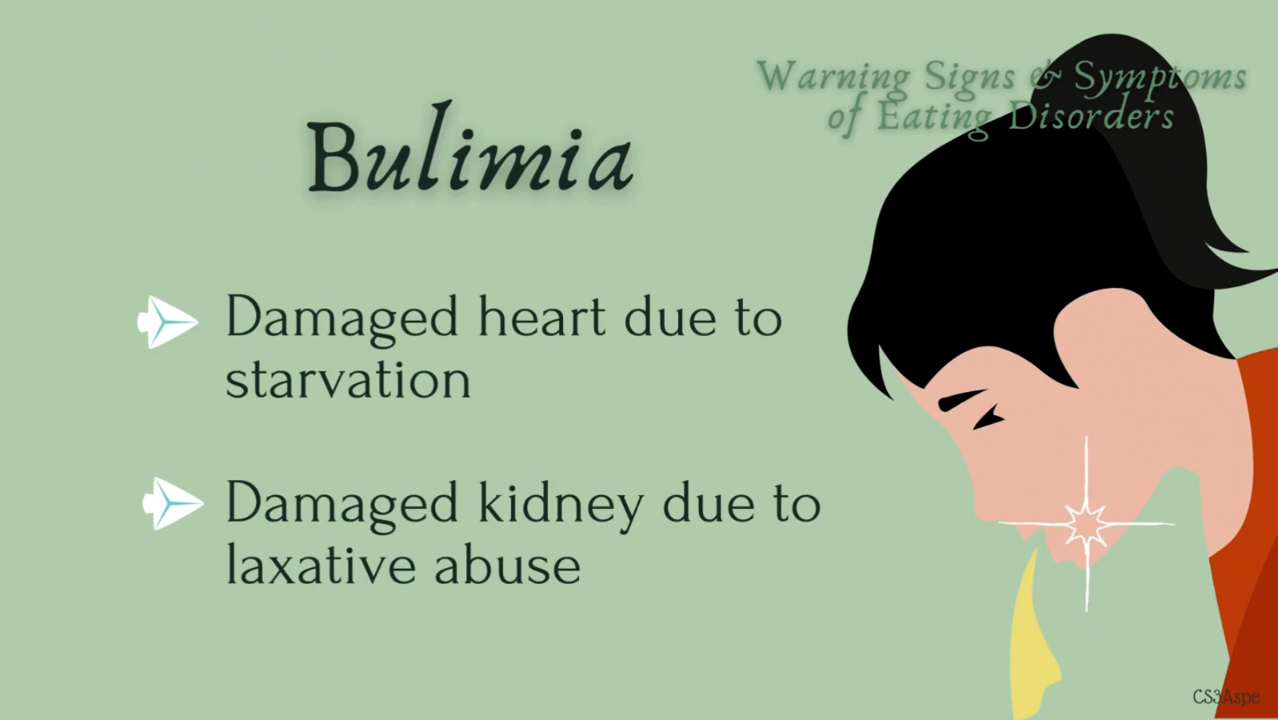 Warning Signs & Symptoms
of Eating Disorders
Bulimia
Damaged heart due to
starvation
Damaged kidney due to
laxative abuse
CS3Aspe